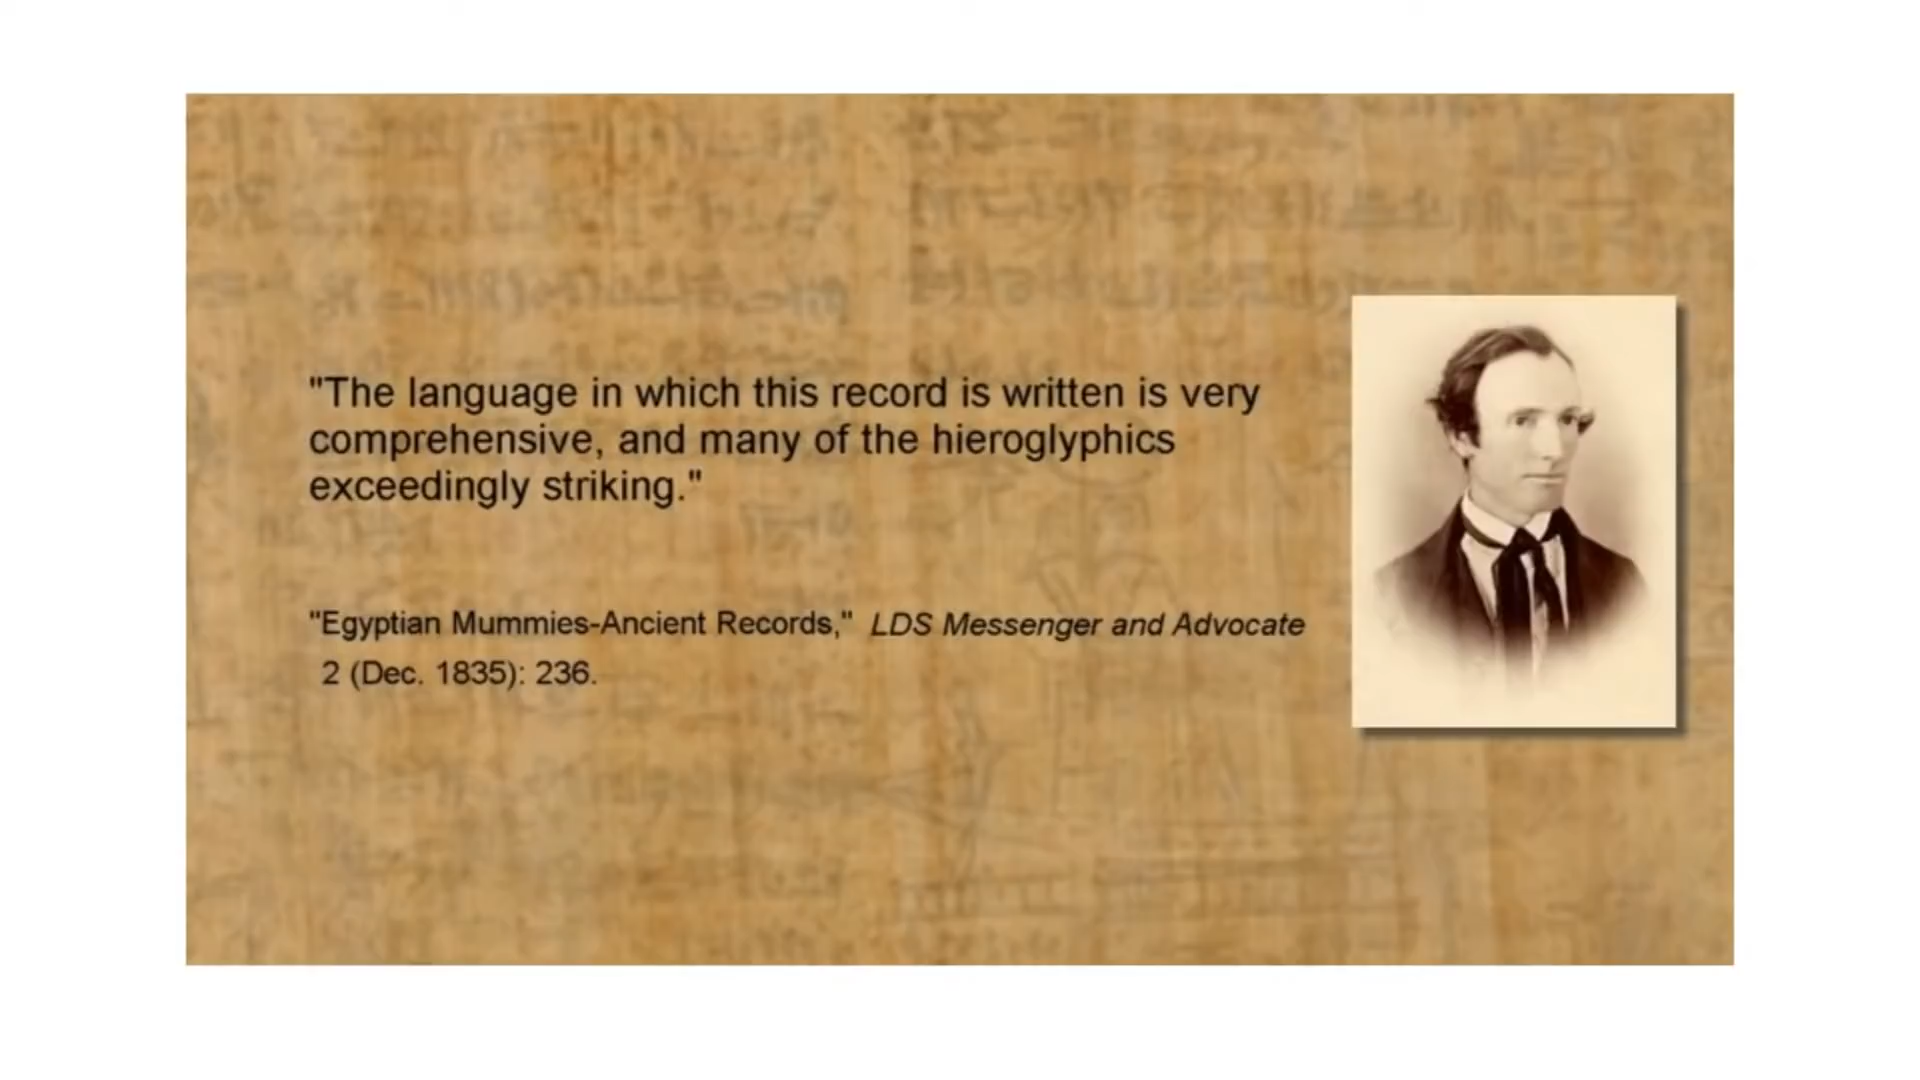 "The language in which this record is written is very
comprehensive, and many of the hieroglyphics
exceedingly striking."
"Egyptian Mummies-Ancient Records," LDS Messenger and Advocate
2 (Dec. 1835): 236.